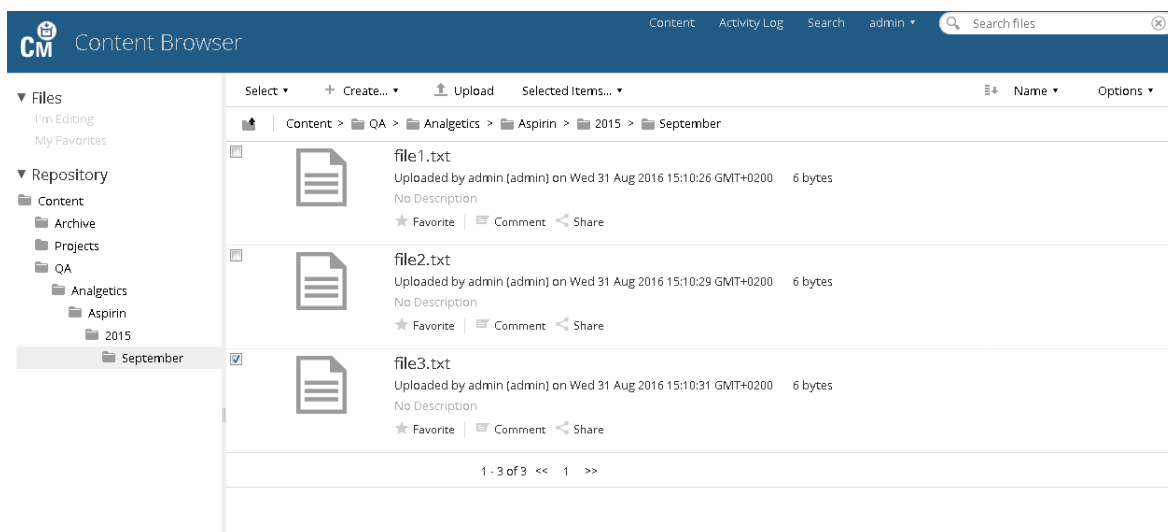 Content Activity Log Search admin Search files
CM Content Browser
Files
I'm Editing
My Favorites
Repository
Content
Archive
Projects
QA
Analgetics
Aspirin
2015
September
Select + Create... Upload Selected Items... Name Options
Content > QA > Analgetics > Aspirin > 2015 > September
file1.txt
Uploaded by admin (admin) on Wed 31 Aug 2016 15:10:26 GMT+0200 6 bytes
No Description
Favorite Comment Share
file2.txt
Uploaded by admin (admin) on Wed 31 Aug 2016 15:10:29 GMT+0200 6 bytes
No Description
Favorite Comment Share
file3.txt
Uploaded by admin (admin) on Wed 31 Aug 2016 15:10:31 GMT+0200 6 bytes
No Description
Favorite Comment Share
1 - 3 of 3 << 1 >>